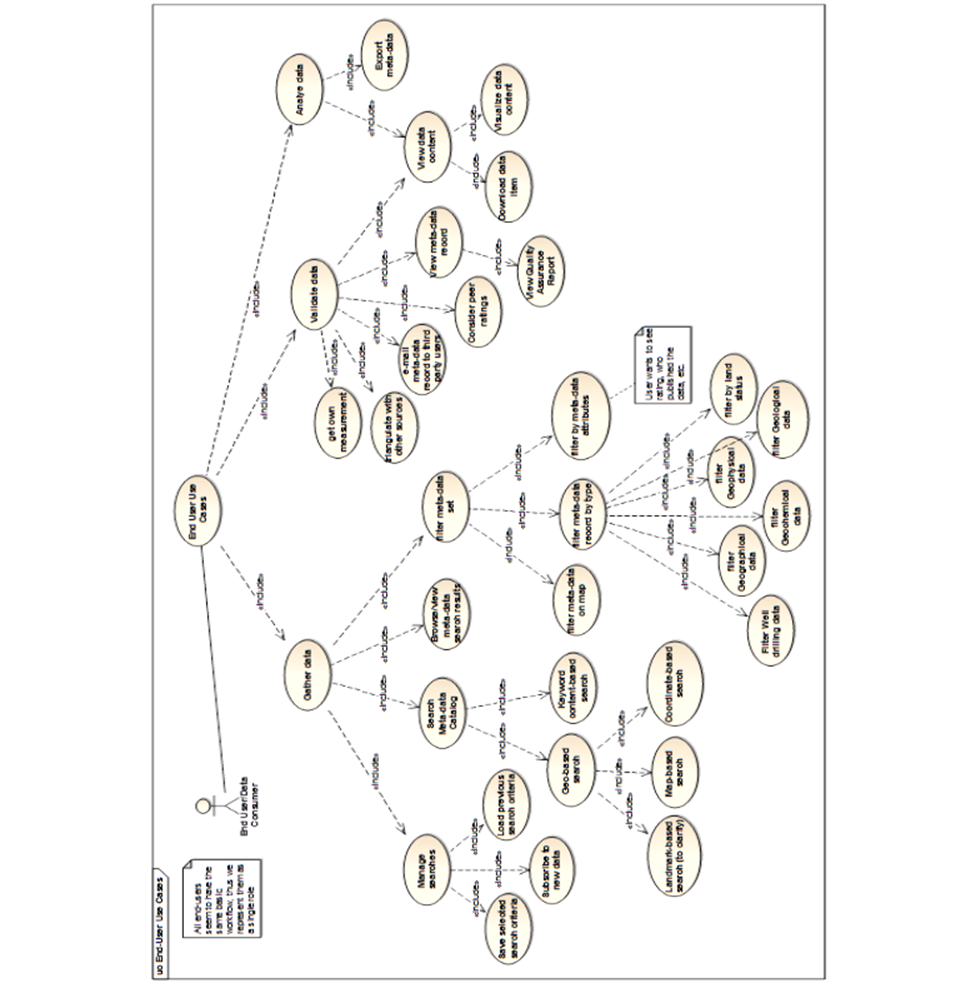 uc End-User Use Cases
All end-users
seem to have the
same basic
workflow, thus we
represent them as
a single role
End User/Data
Consumer
End User Use
Cases
«include»
«include»
«include»
Gather data
Validate data
Analye data
«include»
«include»
«include»
«include»
Manage
searches
Search
Meta-data
Catalog
Browse/view
meta-data
search results
filter meta-data
set
«include»
«include»
«include»
Save selected
search criteria
Subscribe to
new data
Load previous
search criteria
«include»
«include»
Geo-based
search
Keyword
content-based
search
«include»
«include»
«include»
Landmark-based
search (to clarify)
Map-based
search
Coordinate-based
search
«include»
«include»
«include»
filter meta-data
on map
filter meta-data
record by type
filter by meta-data
attributes
User wants to see
rating, who
published the
data, etc.
«include»
«include»
«include»
«include»
«include»
«include»
Filter Well
drilling data
filter
Geographical
data
filter
Geochemical
data
filter
Geophysical
data
filter Geological
data
filter by land
status
«include»
«include»
«include»
«include»
«include»
«include»
get own
measurement
triangulate with
other sources
e-mail
meta-data
record to third
party users
Consider peer
ratings
View meta-data
record
«include»
View Quality
Assurance
Report
View data
content
«include»
«include»
Download data
item
Visualize data
content
«include»
«include»
Export
meta-data